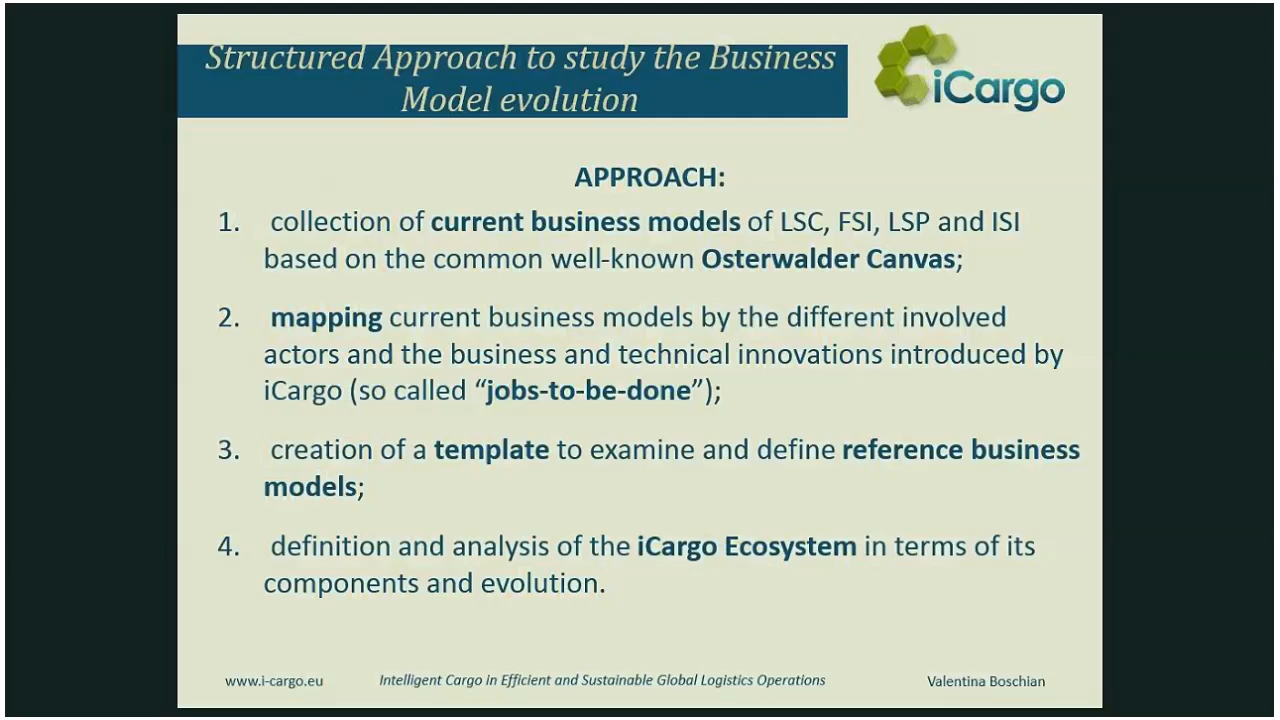 Structured Approach to study the Business
Model evolution
iCargo
APPROACH:
1. collection of current business models of LSC, FSI, LSP and ISI
based on the common well-known Osterwalder Canvas;
2. mapping current business models by the different involved
actors and the business and technical innovations introduced by
iCargo (so called “jobs-to-be-done”);
3. creation of a template to examine and define reference business
models;
4. definition and analysis of the iCargo Ecosystem in terms of its
components and evolution.
www.i-cargo.eu Intelligent Cargo in Efficient and Sustainable Global Logistics Operations Valentina Boschian